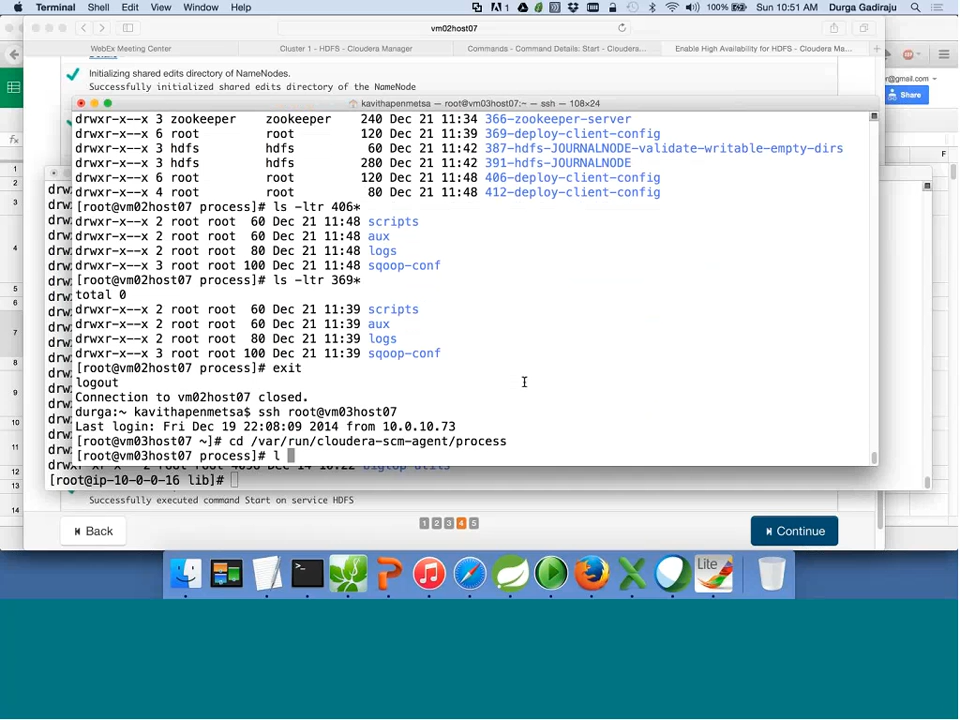 Terminal Shell Edit View Window Help 1 100% Sun 10:51 AM Durga Gadiraju
vm02host07
WebEx Meeting Center Cluster 1 - HDFS - Cloudera Manager Commands - Command Details: Start - Cloudera... Enable High Availability for HDFS - Cloudera Ma...
Initializing shared edits directory of NameNodes.
Successfully initialized shared edits directory of the NameNode
@gmail.com
Share
kavithapenmetsa — root@vm03host07:~ — ssh — 108×24
drwxr-x--x 3 zookeeper zookeeper 240 Dec 21 11:34 366-zookeeper-server
drwxr-x--x 6 root root 120 Dec 21 11:39 369-deploy-client-config
drwxr-x--x 3 hdfs hdfs 60 Dec 21 11:42 387-hdfs-JOURNALNODE-validate-writable-empty-dirs
drwxr-x--x 3 hdfs hdfs 280 Dec 21 11:42 391-hdfs-JOURNALNODE
drwxr-x--x 6 root root 120 Dec 21 11:48 406-deploy-client-config
drwxr-x--x 4 root root 80 Dec 21 11:48 412-deploy-client-config
[root@vm02host07 process]# ls -ltr 406*
drwxr-x--x 2 root root 60 Dec 21 11:48 scripts
drwxr-x--x 2 root root 60 Dec 21 11:48 aux
drwxr-x--x 2 root root 80 Dec 21 11:48 logs
drwxr-x--x 3 root root 100 Dec 21 11:48 sqoop-conf
[root@vm02host07 process]# ls -ltr 369*
total 0
drwxr-x--x 2 root root 60 Dec 21 11:39 scripts
drwxr-x--x 2 root root 60 Dec 21 11:39 aux
drwxr-x--x 2 root root 80 Dec 21 11:39 logs
drwxr-x--x 3 root root 100 Dec 21 11:39 sqoop-conf
[root@vm02host07 process]# exit
logout
Connection to vm02host07 closed.
durga:~ kavithapenmetsa$ ssh root@vm03host07
Last login: Fri Dec 19 22:08:09 2014 from 10.0.10.73
[root@vm03host07 ~]# cd /var/run/cloudera-scm-agent/process
[root@vm03host07 process]# l
[root@ip-10-0-0-16 lib]#
Successfully executed command Start on service HDFS
Back
1 2 3 4 5
Continue
Lite